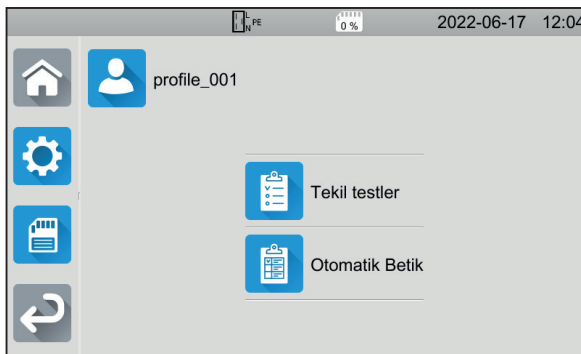 L
N PE
0 %
2022-06-17 12:04
profile_001
Tekil testler
Otomatik Betik